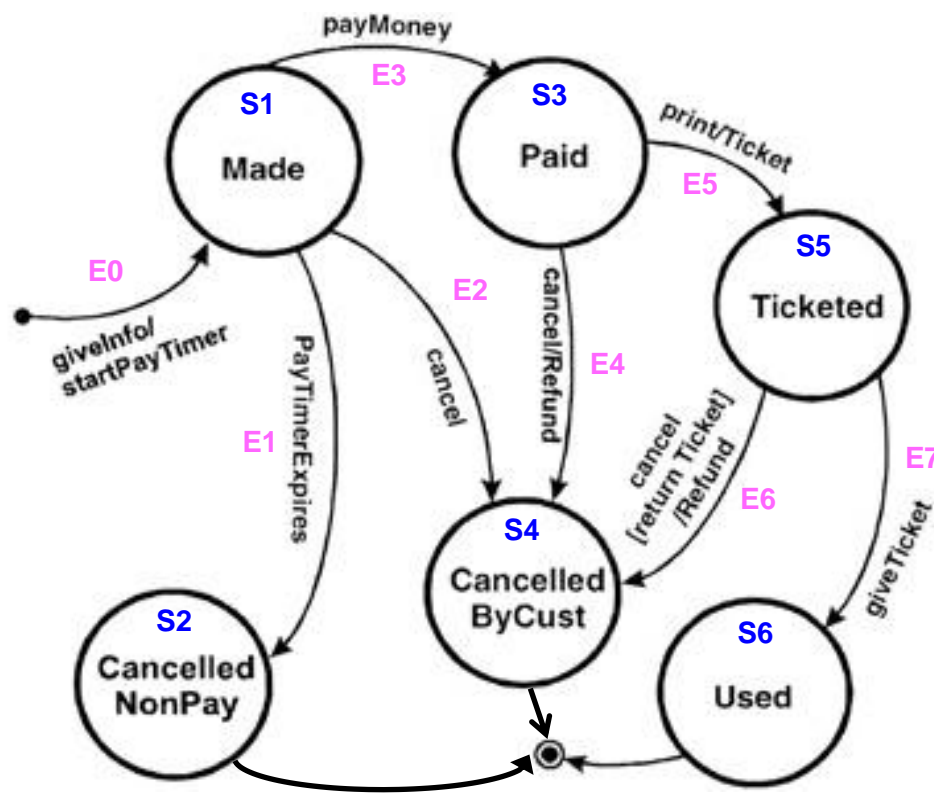 payMoney
E3
S1
Made
S3
Paid
print/Ticket
E5
S5
Ticketed
E0
giveInfo/
startPayTimer
E2
cancel
cancel/Refund
E4
PayTimerExpires
E1
cancel
[return Ticket]
/Refund
E6
E7
giveTicket
S4
Cancelled
ByCust
S2
Cancelled
NonPay
S6
Used